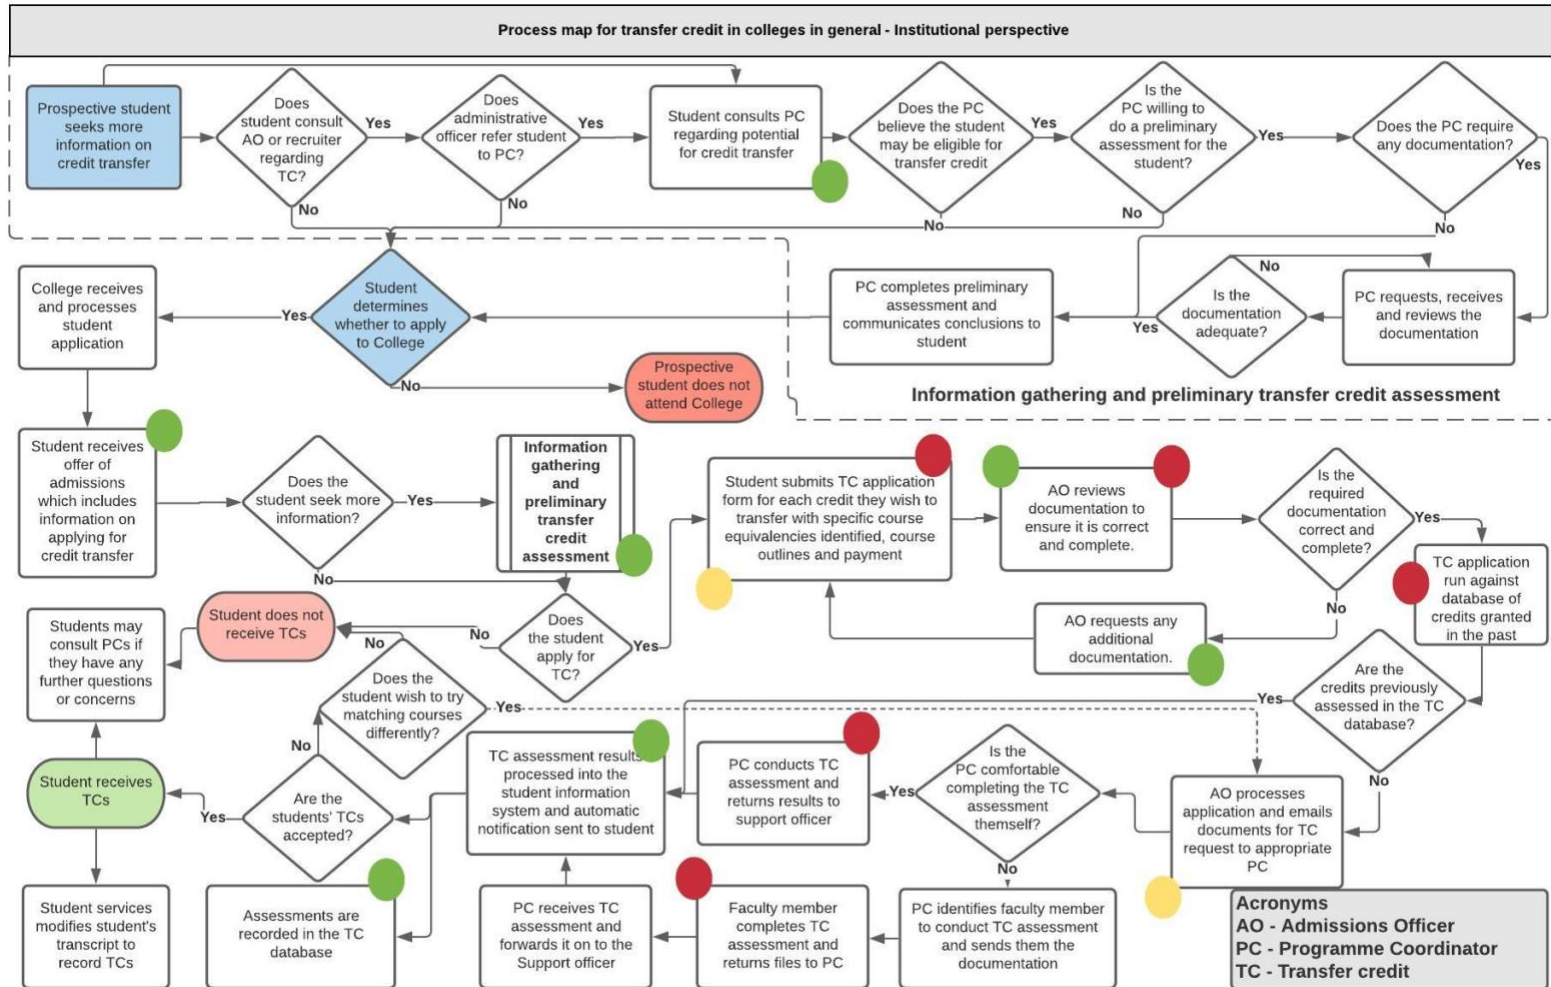 Process map for transfer credit in colleges in general - Institutional perspective
Prospective student
seeks more
information on
credit transfer
Does
student consult
AO or recruiter
regarding
TC?
Yes
No
Does
administrative
officer refer student
to PC?
Yes
No
Student consults PC
regarding potential
for credit transfer
Does the PC
believe the student
may be eligible for
transfer credit
Yes
No
Is the
PC willing to
do a preliminary
assessment for the
student?
Yes
No
Does the PC require
any documentation?
Yes
No
College receives
and processes
student
application
Yes
Student
determines
whether to apply
to College
No
Prospective
student does not
attend College
PC completes preliminary
assessment and
communicates conclusions to
student
Yes
Is the
documentation
adequate?
No
PC requests, receives
and reviews the
documentation
Information gathering and preliminary transfer credit assessment
Student receives
offer of
admissions
which includes
information on
applying for
credit transfer
Does the
student seek more
information?
Yes
No
Information
gathering
and
preliminary
transfer
credit
assessment
Student submits TC application
form for each credit they wish to
transfer with specific course
equivalencies identified, course
outlines and payment
AO reviews
documentation to
ensure it is correct
and complete.
Is the
required
documentation
correct and
complete?
Yes
No
TC application
run against
database of
credits granted
in the past
AO requests any
additional
documentation.
Students may
consult PCs if
they have any
further questions
or concerns
Student does not
receive TCs
No
No
Does
the student
apply for
TC?
Yes
Does the
student wish to try
matching courses
differently?
Yes
Yes
Are the
credits previously
assessed in the TC
database?
No
Student receives
TCs
Yes
No
Are the
students' TCs
accepted?
TC assessment results
processed into the
student information
system and automatic
notification sent to student
PC conducts TC
assessment and
returns results to
support officer
Yes
Is the
PC comfortable
completing the TC
assessment
themself?
No
AO processes
application and emails
documents for TC
request to appropriate
PC
Student services
modifies student's
transcript to
record TCs
Assessments are
recorded in the TC
database
PC receives TC
assessment and
forwards it on to the
Support officer
Faculty member
completes TC
assessment and
returns files to PC
PC identifies faculty member
to conduct TC assessment
and sends them the
documentation
Acronyms
AO - Admissions Officer
PC - Programme Coordinator
TC - Transfer credit